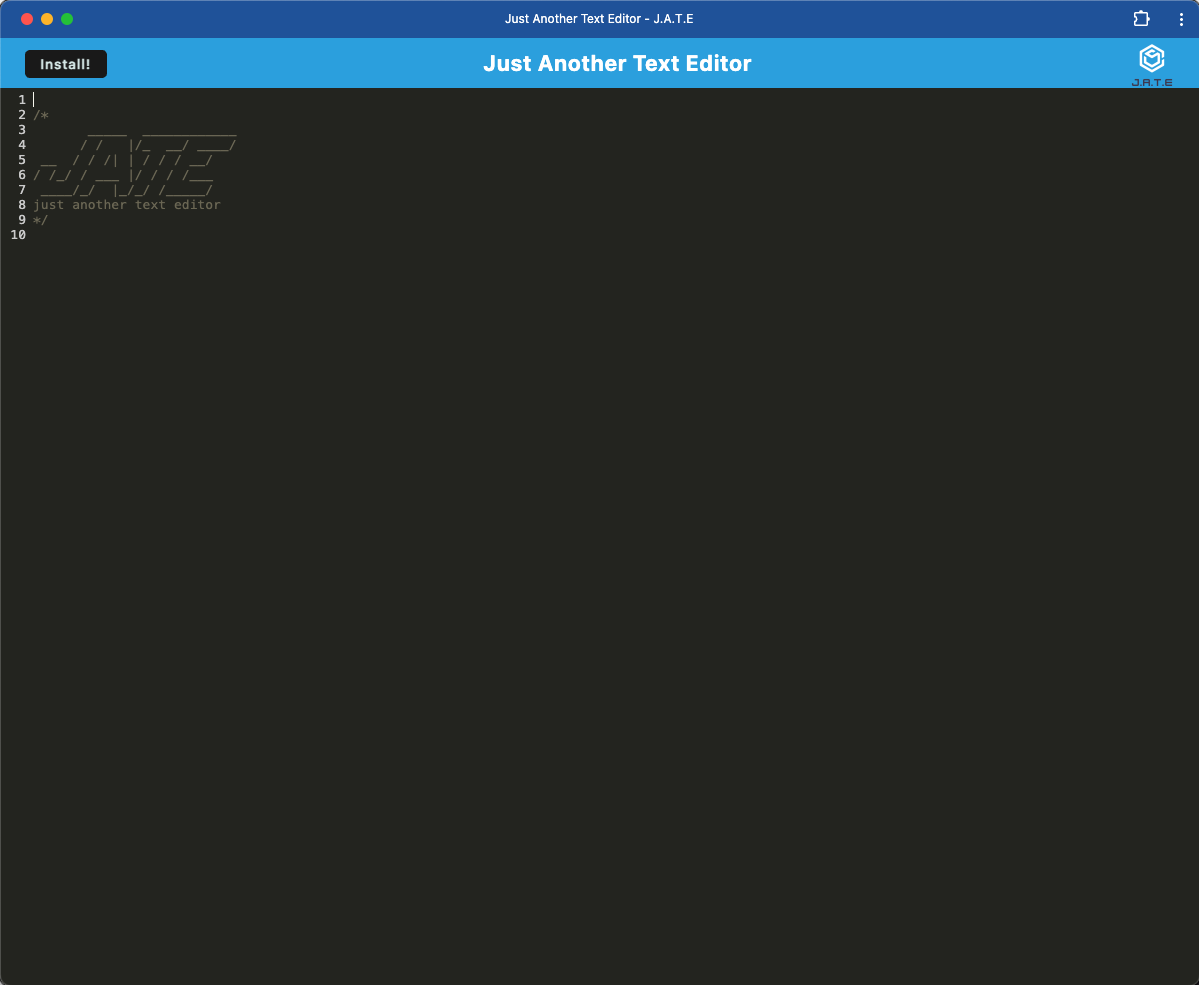 Just Another Text Editor - J.A.T.E
Install!
Just Another Text Editor
J.A.T.E
1
2 /*
3        _____  ____________
4       / /   |/_  __/ ____/
5  __  / / /| | / / / __/
6 / /_/ / ___ |/ / / /___
7  ____/_/  |_/_/ /_____/
8 just another text editor
9 */
10